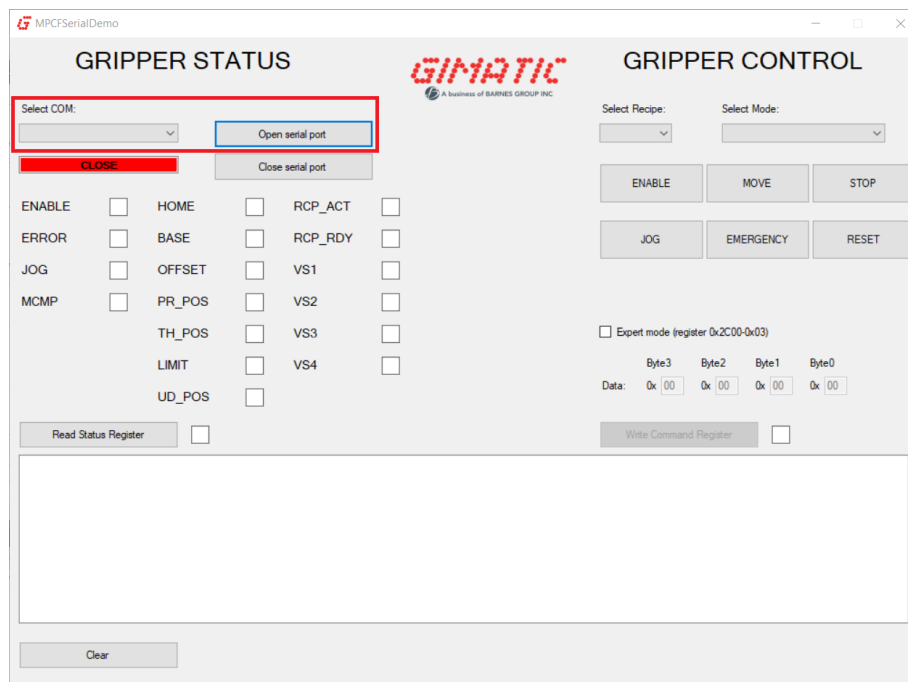 MPCFSerialDemo
GRIPPER STATUS
GIMATIC
A business of BARNES GROUP INC
GRIPPER CONTROL
Select COM:
Open serial port
CLOSE
Close serial port
Select Recipe:
Select Mode:
ENABLE
MOVE
STOP
JOG
EMERGENCY
RESET
ENABLE
HOME
RCP_ACT
ERROR
BASE
RCP_RDY
JOG
OFFSET
VS1
MCMP
PR_POS
VS2
TH_POS
VS3
LIMIT
VS4
UD_POS
Expert mode (register 0x2C00-0x03)
Byte3 Byte2 Byte1 Byte0
Data: 0x 00 0x 00 0x 00 0x 00
Read Status Register
Write Command Register
Clear